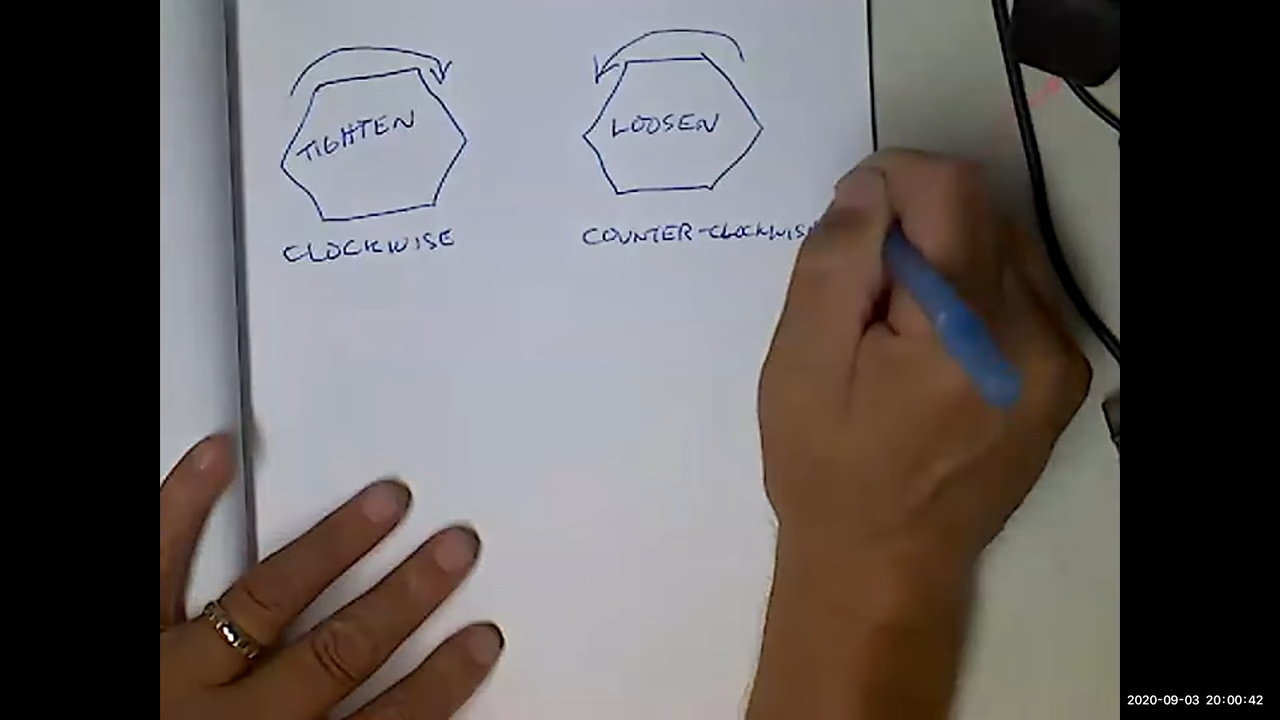 TIGHTEN
LOOSEN
CLOCKWISE
COUNTER-CLOCKWISE
2020-09-03 20:00:42